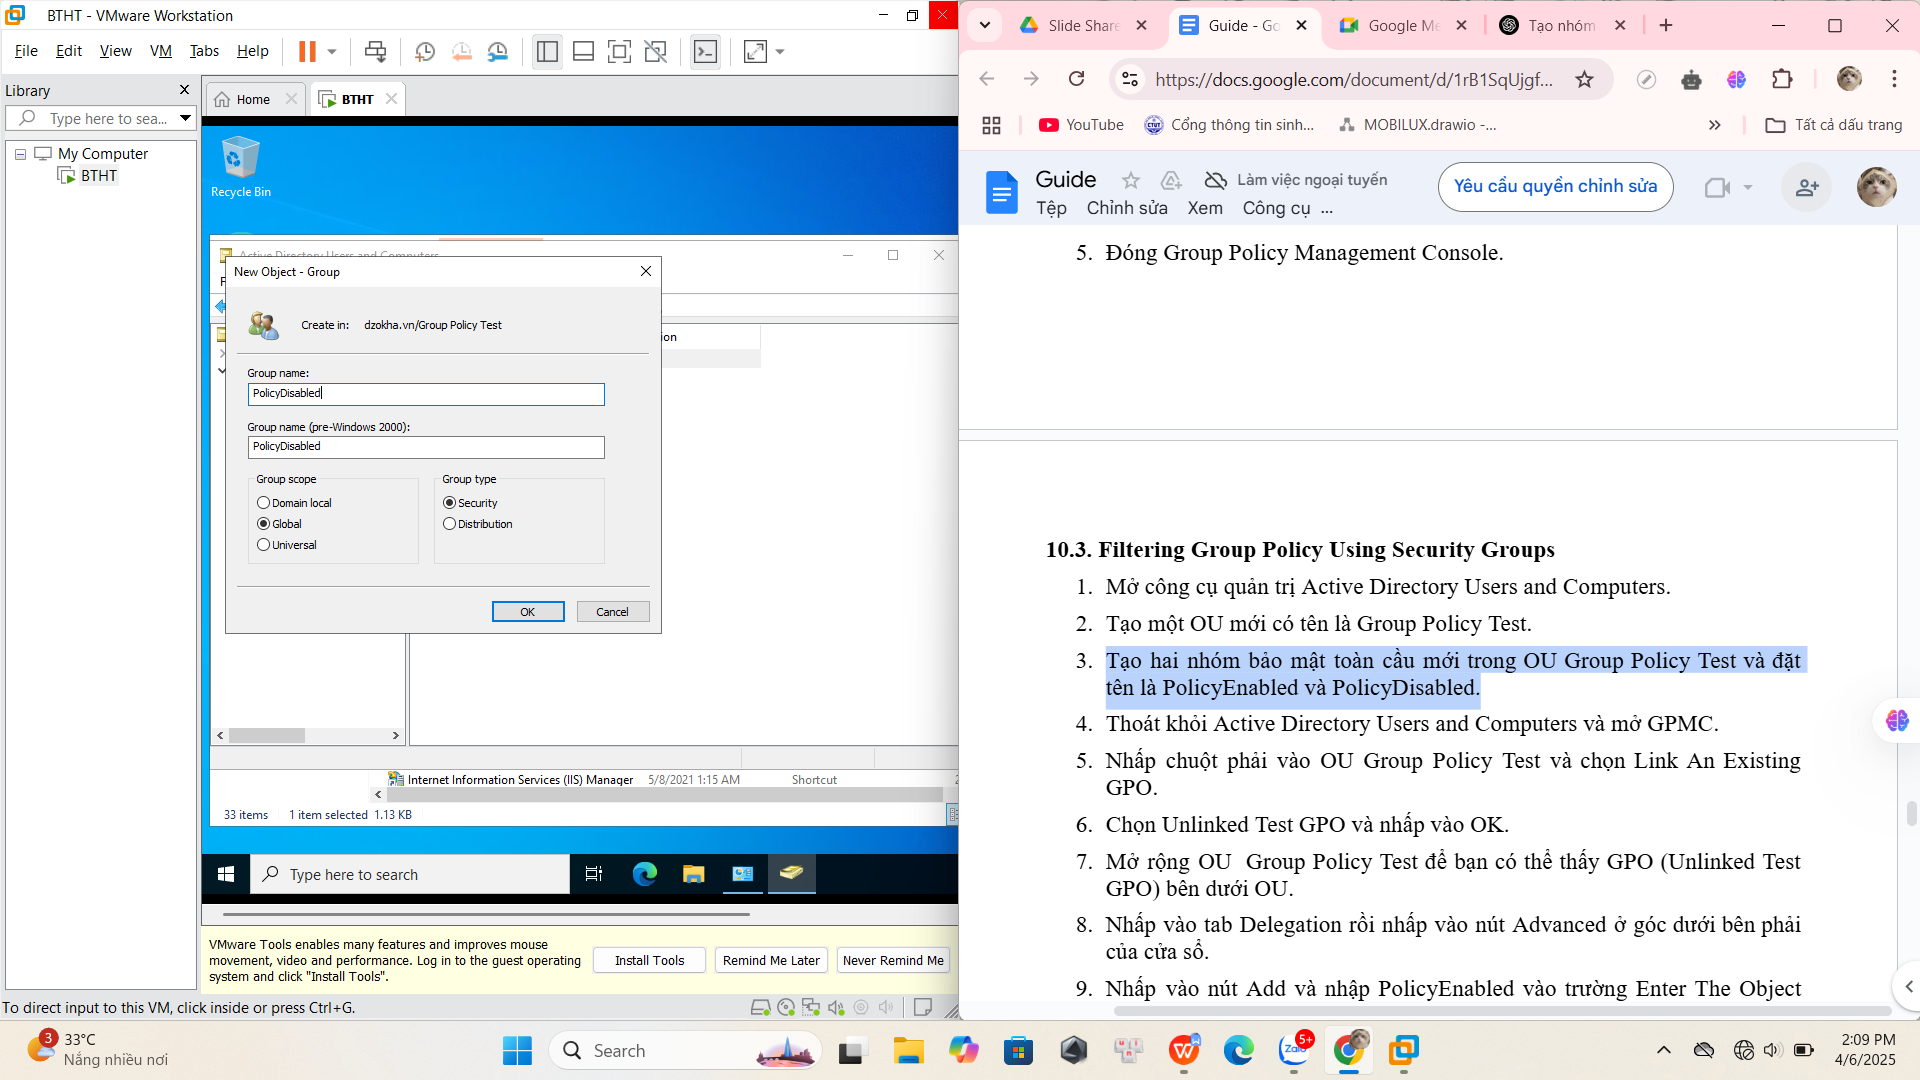 BTHT - VMware Workstation
File Edit View VM Tabs Help
Library
Type here to sea...
My Computer
BTHT
Home
BTHT
Recycle Bin
Active Directory Users and Computers
New Object - Group
Create in: dzokha.vn/Group Policy Test
Group name:
PolicyDisabled
Group name (pre-Windows 2000):
PolicyDisabled
Group scope
Domain local
Global
Universal
Group type
Security
Distribution
OK
Cancel
ion
Internet Information Services (IIS) Manager 5/8/2021 1:15 AM Shortcut
33 items 1 item selected 1.13 KB
Type here to search
VMware Tools enables many features and improves mouse
movement, video and performance. Log in to the guest operating
system and click "Install Tools".
Install Tools
Remind Me Later
Never Remind Me
To direct input to this VM, click inside or press Ctrl+G.
Slide Share
Guide - Go
Google Me
Tạo nhóm
https://docs.google.com/document/d/1rB1SqUjgf...
YouTube
Cổng thông tin sinh...
MOBILUX.drawio -...
Tất cả dấu trang
Guide
Làm việc ngoại tuyến
Tệp Chỉnh sửa Xem Công cụ ...
Yêu cầu quyền chỉnh sửa
5. Đóng Group Policy Management Console.
10.3. Filtering Group Policy Using Security Groups
1. Mở công cụ quản trị Active Directory Users and Computers.
2. Tạo một OU mới có tên là Group Policy Test.
3. Tạo hai nhóm bảo mật toàn cầu mới trong OU Group Policy Test và đặt
tên là PolicyEnabled và PolicyDisabled.
4. Thoát khỏi Active Directory Users and Computers và mở GPMC.
5. Nhấp chuột phải vào OU Group Policy Test và chọn Link An Existing
GPO.
6. Chọn Unlinked Test GPO và nhấp vào OK.
7. Mở rộng OU Group Policy Test để bạn có thể thấy GPO (Unlinked Test
GPO) bên dưới OU.
8. Nhấp vào tab Delegation rồi nhấp vào nút Advanced ở góc dưới bên phải
của cửa sổ.
9. Nhấp vào nút Add và nhập PolicyEnabled vào trường Enter The Object
3
33°C
Nắng nhiều nơi
Search
Zalo
5+
2:09 PM
4/6/2025